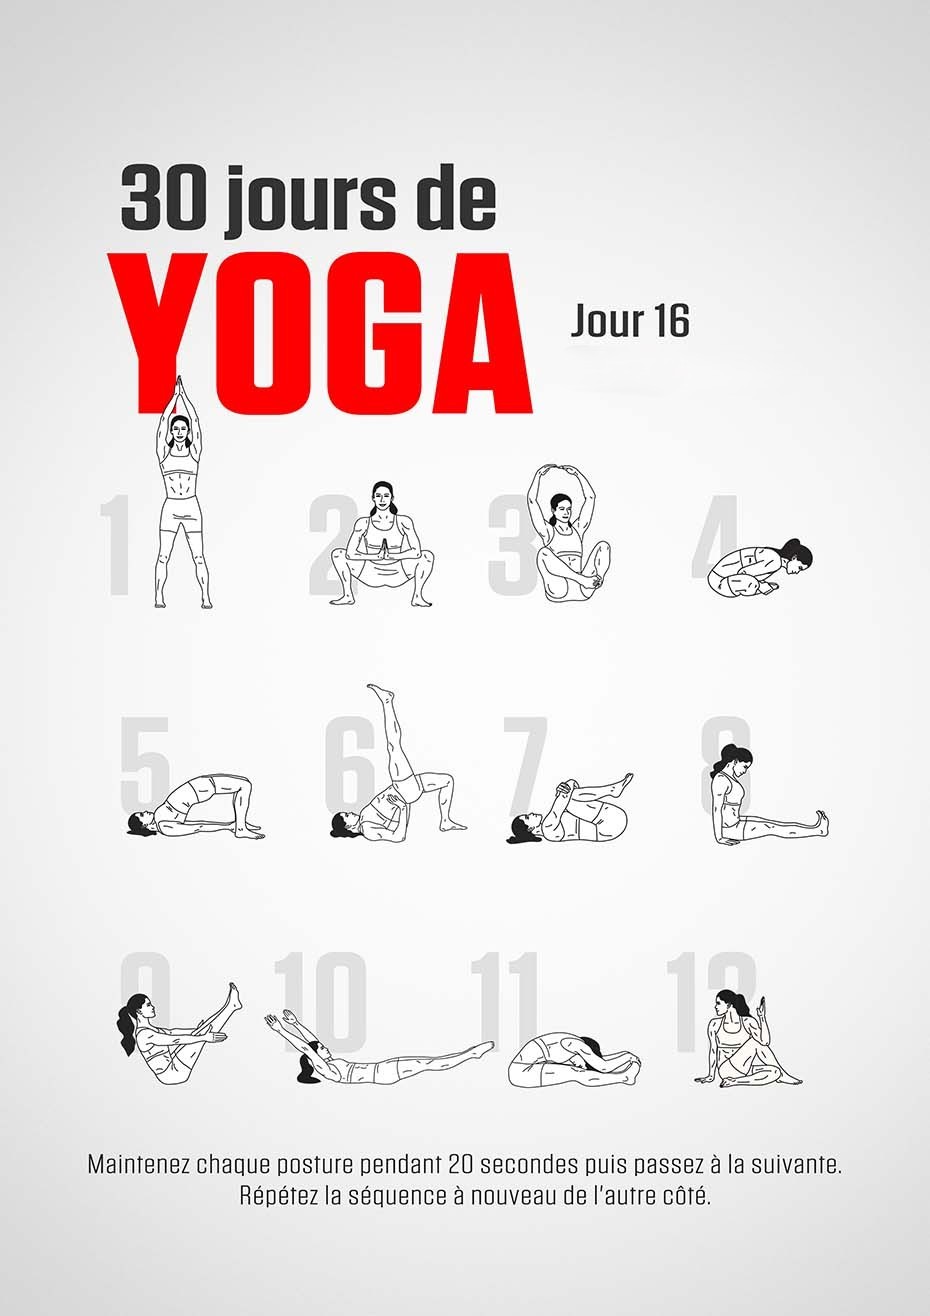 30 jours de
YOGA
Jour 16
1 2 3 4
5 6 7 8
9 10 11 12
Maintenez chaque posture pendant 20 secondes puis passez à la suivante.
Répétez la séquence à nouveau de l'autre côté.